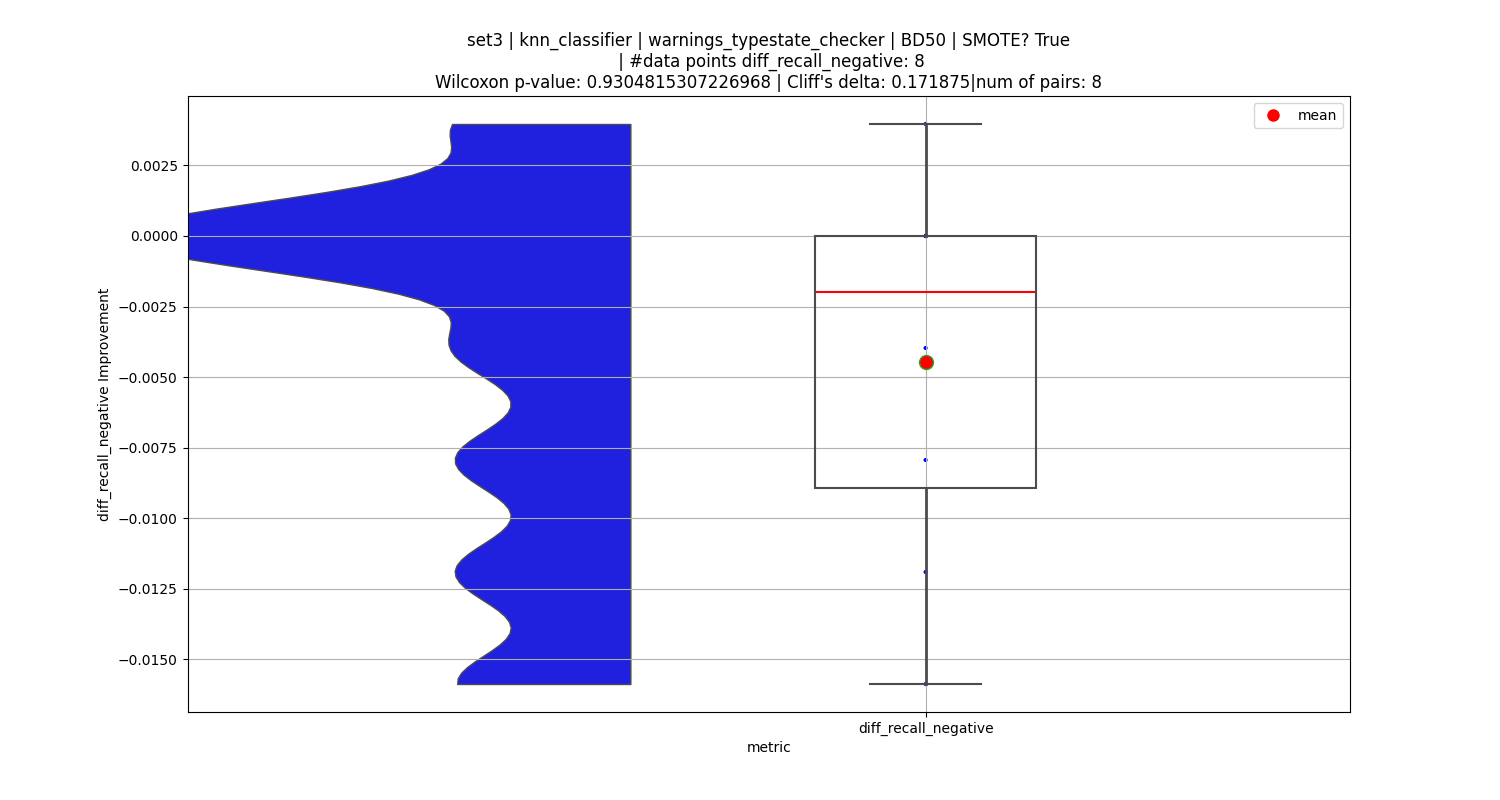 set3 | knn_classifier | warnings_typestate_checker | BD50 | SMOTE? True
| #data points diff_recall_negative: 8
Wilcoxon p-value: 0.9304815307226968 | Cliff's delta: 0.171875|num of pairs: 8
mean
0.0025
0.0000
−0.0025
−0.0050
−0.0075
−0.0100
−0.0125
−0.0150
diff_recall_negative Improvement
diff_recall_negative
metric